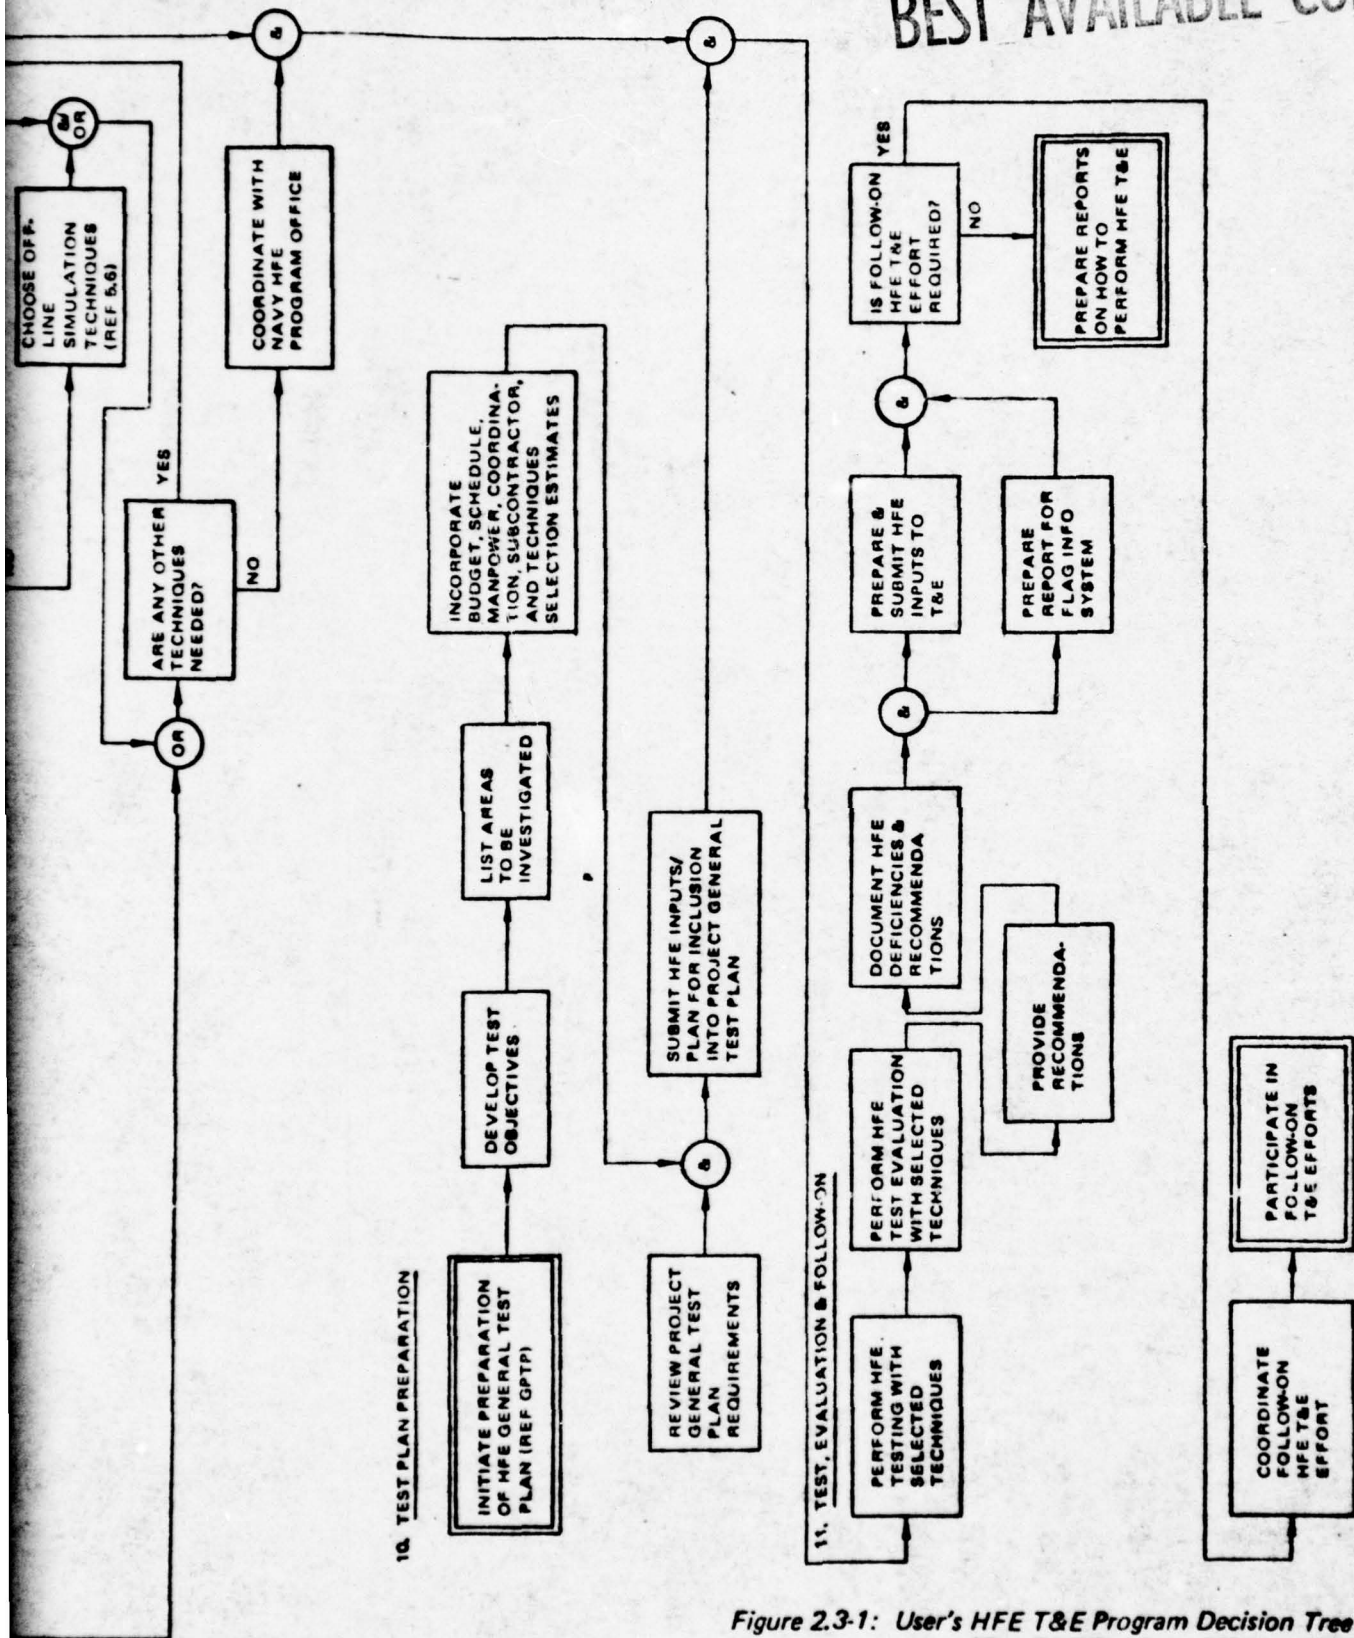 BEST AVAILABLE
&
&
& OR
CHOOSE OFF-
LINE
SIMULATION
TECHNIQUES
(REF 5.6)
OR
ARE ANY OTHER
TECHNIQUES
NEEDED?
YES
NO
COORDINATE WITH
NAVY HFE
PROGRAM OFFICE
10. TEST PLAN PREPARATION
INITIATE PREPARATION
OF HFE GENERAL TEST
PLAN (REF GPTP)
DEVELOP TEST
OBJECTIVES
LIST AREAS
TO BE
INVESTIGATED
INCORPORATE
BUDGET, SCHEDULE,
MANPOWER, COORDINA-
TION, SUBCONTRACTOR,
AND TECHNIQUES
SELECTION ESTIMATES
REVIEW PROJECT
GENERAL TEST
PLAN
REQUIREMENTS
&
SUBMIT HFE INPUTS/
PLAN FOR INCLUSION
INTO PROJECT GENERAL
TEST PLAN
11. TEST, EVALUATION & FOLLOW-ON
PERFORM HFE
TESTING WITH
SELECTED
TECHNIQUES
PERFORM HFE
TEST EVALUATION
WITH SELECTED
TECHNIQUES
PROVIDE
RECOMMENDA-
TIONS
DOCUMENT HFE
DEFICIENCIES &
RECOMMENDA
TIONS
&
PREPARE &
SUBMIT HFE
INPUTS TO
T&E
PREPARE
REPORT FOR
FLAG INFO
SYSTEM
&
IS FOLLOW-ON
HFE T&E
EFFORT
REQUIRED?
YES
NO
PREPARE REPORTS
ON HOW TO
PERFORM HFE T&E
COORDINATE
FOLLOW-ON
HFE T&E
EFFORT
PARTICIPATE IN
FOLLOW-ON
T&E EFFORTS
Figure 2.3-1: User's HFE T&E Program Decision Tree